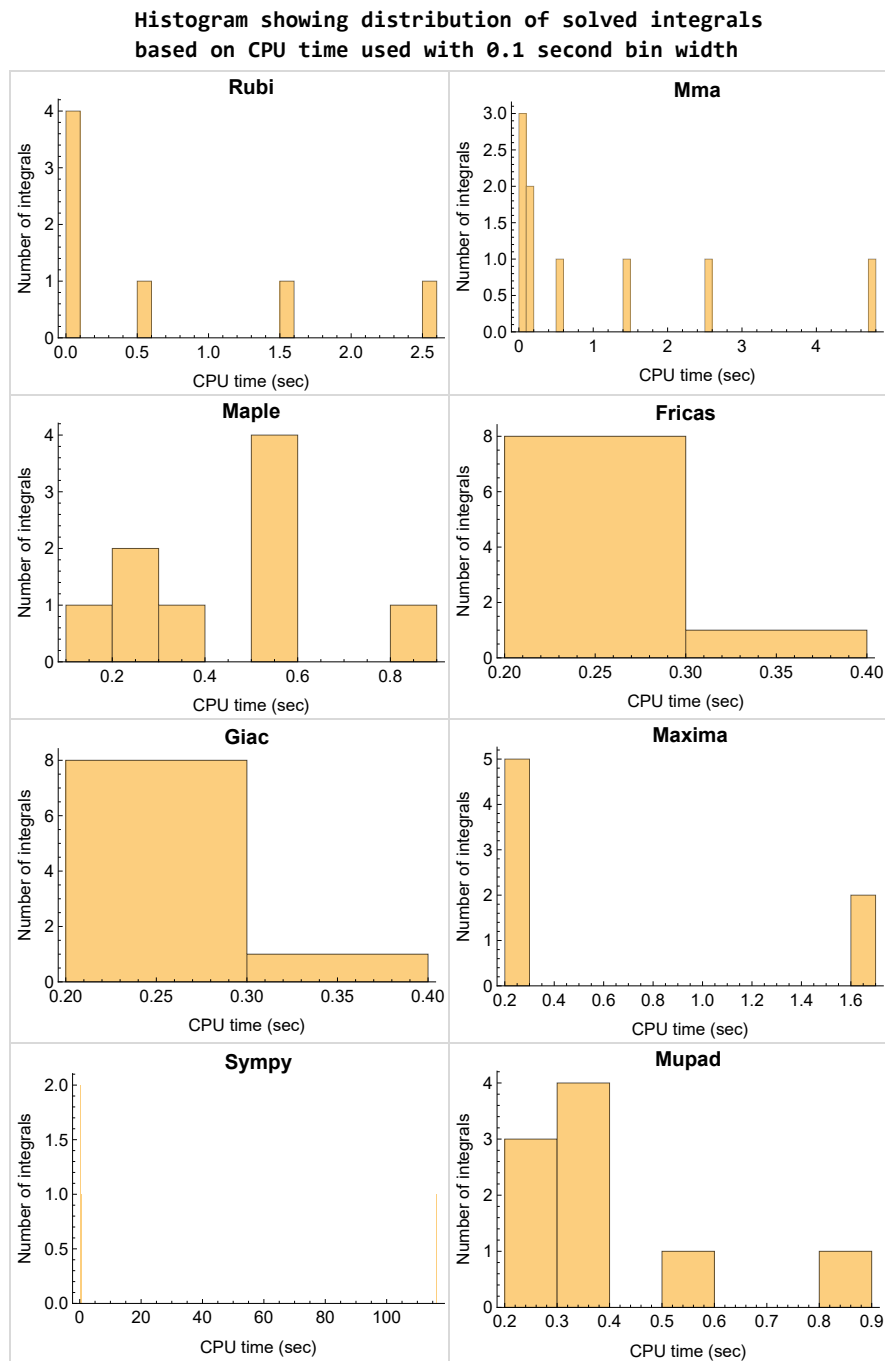 Histogram showing distribution of solved integrals
based on CPU time used with 0.1 second bin width
Rubi
Number of integrals
4
3
2
1
0
0.0 0.5 1.0 1.5 2.0 2.5
CPU time (sec)
Mma
Number of integrals
3.0
2.5
2.0
1.5
1.0
0.5
0.0
0 1 2 3 4
CPU time (sec)
Maple
Number of integrals
4
3
2
1
0
0.2 0.4 0.6 0.8
CPU time (sec)
Fricas
Number of integrals
8
6
4
2
0
0.20 0.25 0.30 0.35 0.40
CPU time (sec)
Giac
Number of integrals
8
6
4
2
0
0.20 0.25 0.30 0.35 0.40
CPU time (sec)
Maxima
Number of integrals
5
4
3
2
1
0
0.2 0.4 0.6 0.8 1.0 1.2 1.4 1.6
CPU time (sec)
Sympy
Number of integrals
2.0
1.5
1.0
0.5
0.0
0 20 40 60 80 100
CPU time (sec)
Mupad
Number of integrals
4
3
2
1
0
0.2 0.3 0.4 0.5 0.6 0.7 0.8 0.9
CPU time (sec)